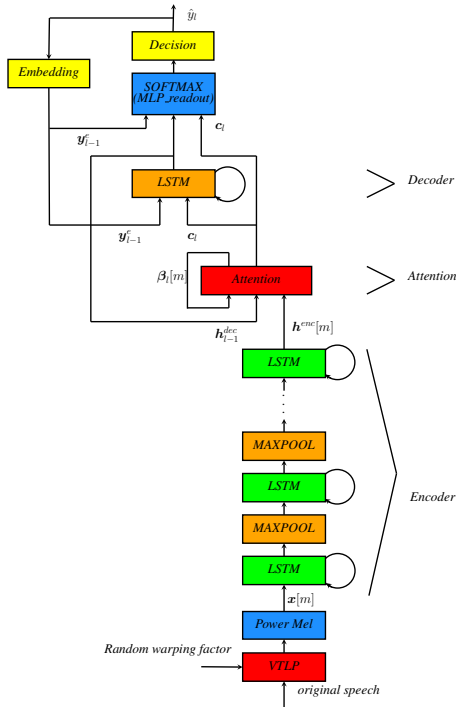 ŷ_l
Decision
Embedding
SOFTMAX
(MLP_readout)
y^e_{l−1}
c_l
LSTM
Decoder
y^e_{l−1}
c_l
β_l[m]
Attention
Attention
h^{dec}_{l−1}
h^{enc}[m]
LSTM
MAXPOOL
LSTM
Encoder
MAXPOOL
LSTM
x[m]
Power Mel
Random warping factor
VTLP
original speech